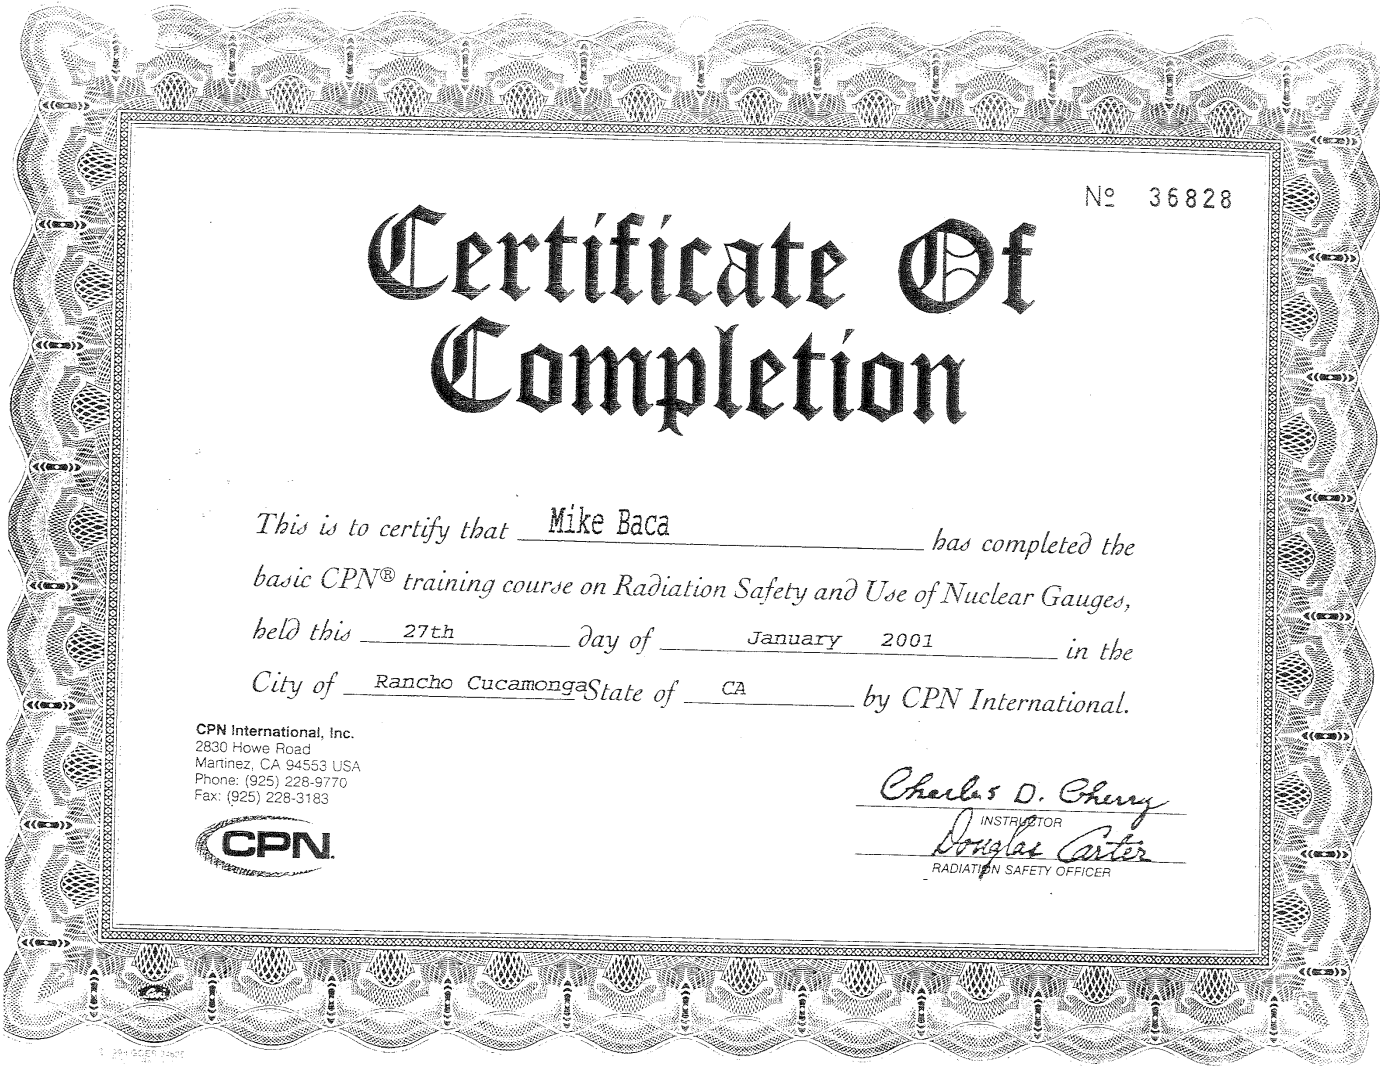 Nº 36828
Certificate Of
Completion
This is to certify that Mike Baca has completed the
basic CPN® training course on Radiation Safety and Use of Nuclear Gauges,
held this 27th day of January 2001 in the
City of Rancho Cucamonga State of CA by CPN International.
CPN International, Inc.
2830 Howe Road
Martinez, CA 94553 USA
Phone: (925) 228-9770
Fax: (925) 228-3183
CPN.
Charles D. Cherry
INSTRUCTOR
Douglas Carter
RADIATION SAFETY OFFICER